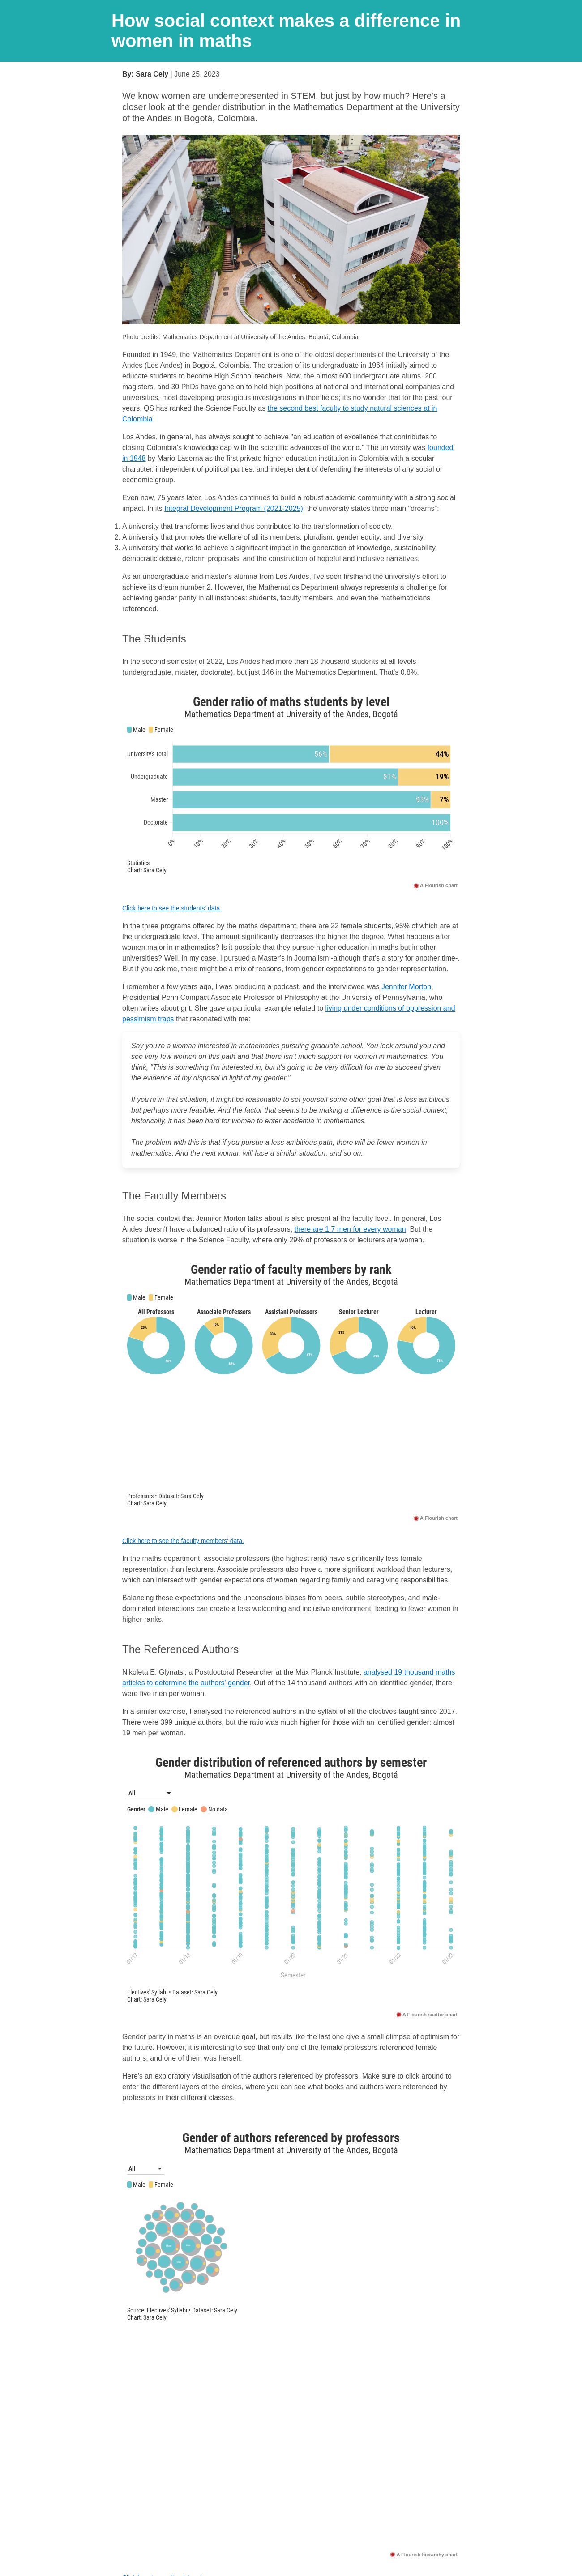 How social context makes a difference in
women in maths
By: Sara Cely | June 25, 2023
We know women are underrepresented in STEM, but just by how much? Here's a
closer look at the gender distribution in the Mathematics Department at the University
of the Andes in Bogotá, Colombia.
Photo credits: Mathematics Department at University of the Andes. Bogotá, Colombia
Founded in 1949, the Mathematics Department is one of the oldest departments of the University of the
Andes (Los Andes) in Bogotá, Colombia. The creation of its undergraduate program in 1964 initially aimed to
educate students to become High School teachers. Now, the almost 600 undergraduate alums, 200
magisters, and 30 PhDs have gone on to hold high positions at national and international companies and
universities, most developing prestigious investigations in their fields; it's no wonder that for the past four
years, QS has ranked the Science Faculty as the second best faculty to study natural sciences at in
Colombia.
Los Andes, in general, has always sought to achieve "an education of excellence that contributes to
closing Colombia's knowledge gap with the scientific advances of the world." The university was founded
in 1948 by Mario Laserna as the first private higher education institution in Colombia with a secular
character, independent of political parties, and independent of defending the interests of any social or
economic group.
Even now, 75 years later, Los Andes continues to build a robust academic community with a strong social
impact. In its Integral Development Program (2021-2025), the university states three main "dreams":
1. A university that transforms lives and thus contributes to the transformation of society.
2. A university that promotes the welfare of all its members, pluralism, gender equity, and diversity.
3. A university that works to achieve a significant impact in the generation of knowledge, sustainability,
democratic debate, reform proposals, and the construction of hopeful and inclusive narratives.
As an undergraduate and master's alumna from Los Andes, I've seen firsthand the university's effort to
achieve its dream number 2. However, the Mathematics Department always represents a challenge for
achieving gender parity in all instances: students, faculty members, and even the mathematicians
referenced.
The Students
In the second semester of 2022, Los Andes had more than 18 thousand students at all levels
(undergraduate, master, doctorate), but just 146 in the Mathematics Department. That's 0.8%.
Gender ratio of maths students by level
Mathematics Department at University of the Andes, Bogotá
Male Female
University's Total 56% 44%
Undergraduate 81% 19%
Master 93% 7%
Doctorate 100%
0% 10% 20% 30% 40% 50% 60% 70% 80% 90% 100%
Statistics
Chart: Sara Cely
A Flourish chart
Click here to see the students' data.
In the three programs offered by the maths department, there are 22 female students, 95% of which are at
the undergraduate level. The amount significantly decreases the higher the degree. What happens after
women major in mathematics? Is it possible that they pursue higher education in maths but in other
universities? Well, in my case, I pursued a Master's in Journalism -although that's a story for another time-.
But if you ask me, there might be a mix of reasons, from gender expectations to gender representation.
I remember a few years ago, I was producing a podcast, and the interviewee was Jennifer Morton,
Presidential Penn Compact Associate Professor of Philosophy at the University of Pennsylvania, who
often writes about grit. She gave a particular example related to living under conditions of oppression and
pessimism traps that resonated with me:
Say you're a woman interested in mathematics pursuing graduate school. You look around you and
see very few women on this path and that there isn't much support for women in mathematics. You
think, "This is something I'm interested in, but it's going to be very difficult for me to succeed given
the evidence at my disposal in light of my gender."
If you're in that situation, it might be reasonable to set yourself some other goal that is less ambitious
but perhaps more feasible. And the factor that seems to be making a difference is the social context;
historically, it has been hard for women to enter academia in mathematics.
The problem with this is that if you pursue a less ambitious path, there will be fewer women in
mathematics. And the next woman will face a similar situation, and so on.
The Faculty Members
The social context that Jennifer Morton talks about is also present at the faculty level. In general, Los
Andes doesn't have a balanced ratio of its professors; there are 1.7 men for every woman. But the
situation is worse in the Science Faculty, where only 29% of professors or lecturers are women.
Gender ratio of faculty members by rank
Mathematics Department at University of the Andes, Bogotá
Male Female
All Professors Associate Professors Assistant Professors Senior Lecturer Lecturer
Professors • Dataset: Sara Cely
Chart: Sara Cely
A Flourish chart
Click here to see the faculty members' data.
In the maths department, associate professors (the highest rank) have significantly less female
representation than lecturers. Associate professors also have a more significant workload than lecturers,
which can intersect with gender expectations of women regarding family and caregiving responsibilities.
Balancing these expectations and the unconscious biases from peers, subtle stereotypes, and male-
dominated interactions can create a less welcoming and inclusive environment, leading to fewer women in
higher ranks.
The Referenced Authors
Nikoleta E. Glynatsi, a Postdoctoral Researcher at the Max Planck Institute, analysed 19 thousand maths
articles to determine the authors' gender. Out of the 14 thousand authors with an identified gender, there
were five men per woman.
In a similar exercise, I analysed the referenced authors in the syllabi of all the electives taught since 2017.
There were 399 unique authors, but the ratio was much higher for those with an identified gender: almost
19 men per woman.
Gender distribution of referenced authors by semester
Mathematics Department at University of the Andes, Bogotá
All
Gender Male Female No data
01/17 01/18 01/19 01/20 01/21 01/22 01/23
Semester
Electives' Syllabi • Dataset: Sara Cely
Chart: Sara Cely
A Flourish scatter chart
Gender parity in maths is an overdue goal, but results like the last one give a small glimpse of optimism for
the future. However, it is interesting to see that only one of the female professors referenced female
authors, and one of them was herself.
Here's an exploratory visualisation of the authors referenced by professors. Make sure to click around to
enter the different layers of the circles, where you can see what books and authors were referenced by
professors in their different classes.
Gender of authors referenced by professors
Mathematics Department at University of the Andes, Bogotá
All
Male Female
Source: Electives' Syllabi • Dataset: Sara Cely
Chart: Sara Cely
A Flourish hierarchy chart